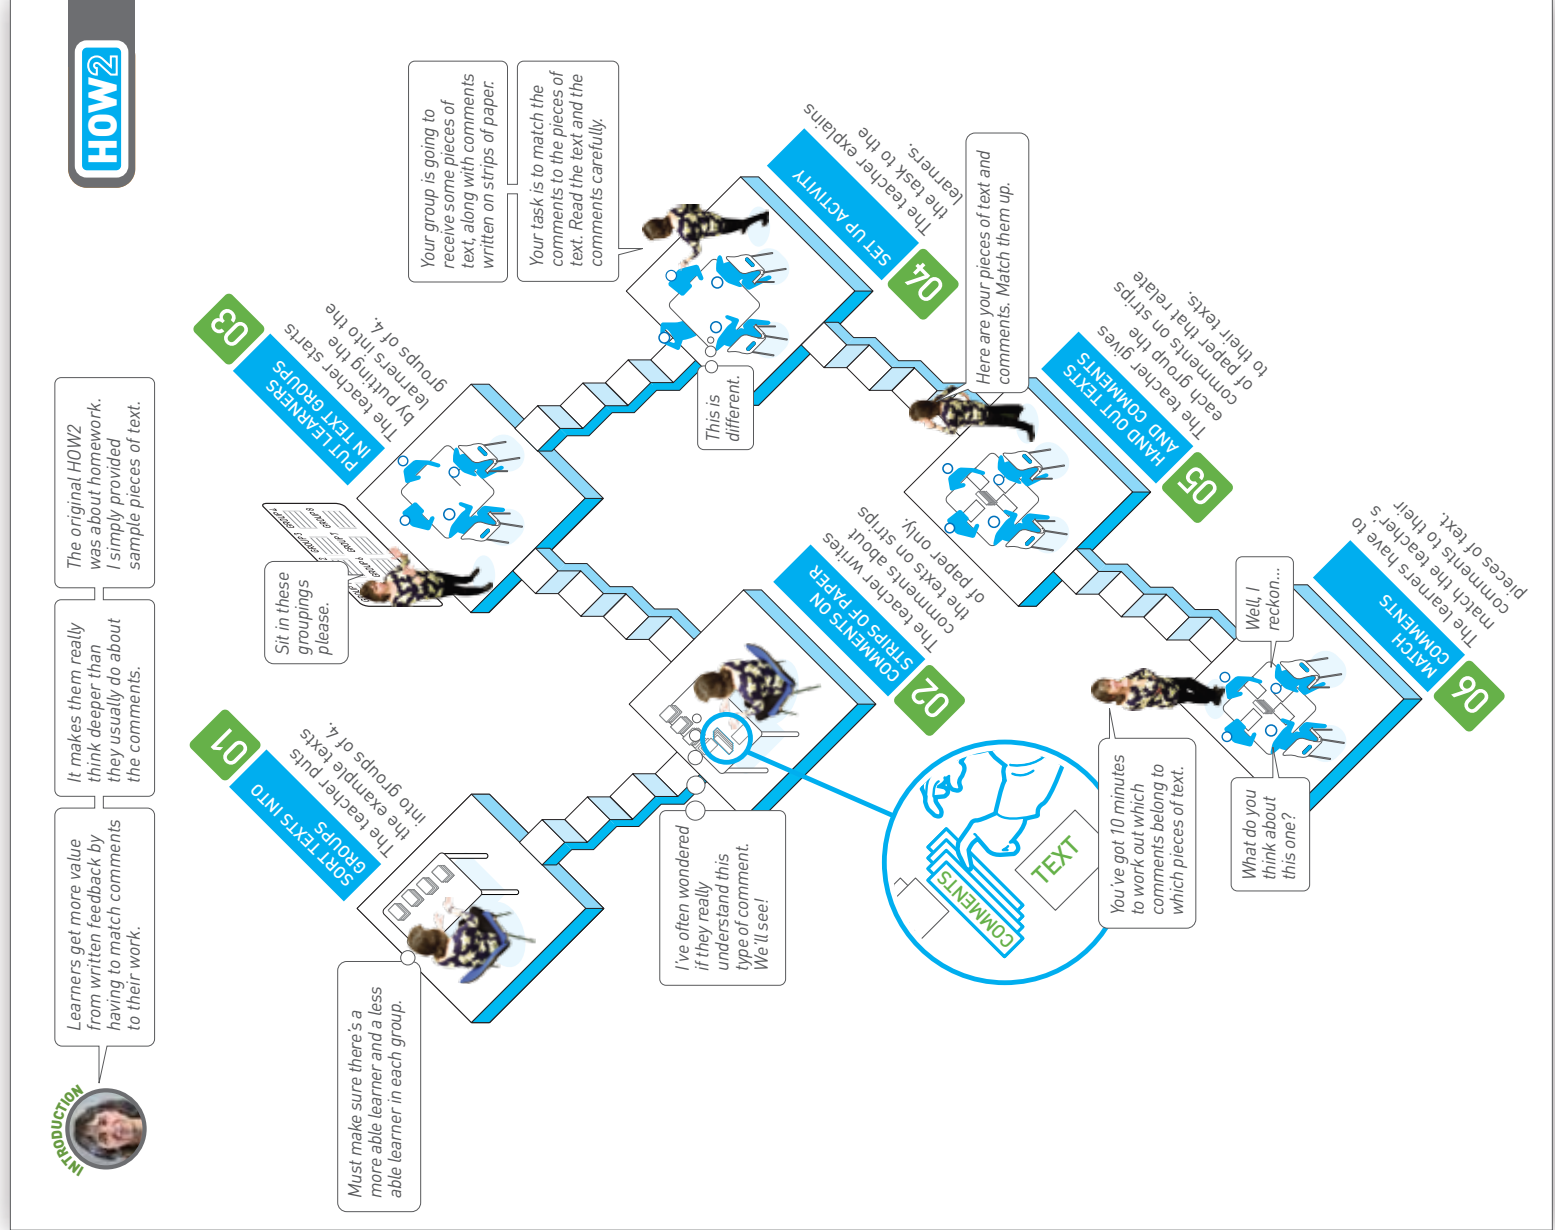 HOW2
INTRODUCTION
Learners get more value
from written feedback by
having to match comments
to their work.
It makes them really
think deeper than
they usually do about
the comments.
The original HOW2
was about homework.
I simply provided
sample pieces of text.
01
SORT TEXTS INTO
GROUPS
The teacher puts
the example texts
into groups of 4.
Must make sure there's a
more able learner and a less
able learner in each group.
02
COMMENTS ON
STRIPS OF PAPER
The teacher writes
comments about
the texts on strips
of paper only.
I've often wondered
if they really
understand this
type of comment.
We'll see!
COMMENTS
TEXT
03
PUT LEARNERS
IN TEXT GROUPS
The teacher starts
by putting the
learners into the
groups of 4.
Sit in these
groupings
please.
04
SET UP ACTIVITY
The teacher explains
the task to the
learners.
Your group is going to
receive some pieces of
text, along with comments
written on strips of paper.
Your task is to match the
comments to the pieces of
text. Read the text and the
comments carefully.
This is
different.
05
HAND OUT TEXTS
AND COMMENTS
The teacher gives
each group the
comments on strips
of paper that relate
to their texts.
Here are your pieces of text and
comments. Match them up.
06
MATCH
COMMENTS
The learners have to
match the teacher's
comments to their
pieces of text.
You've got 10 minutes
to work out which
comments belong to
which pieces of text.
What do you
think about
this one?
Well, I
reckon...